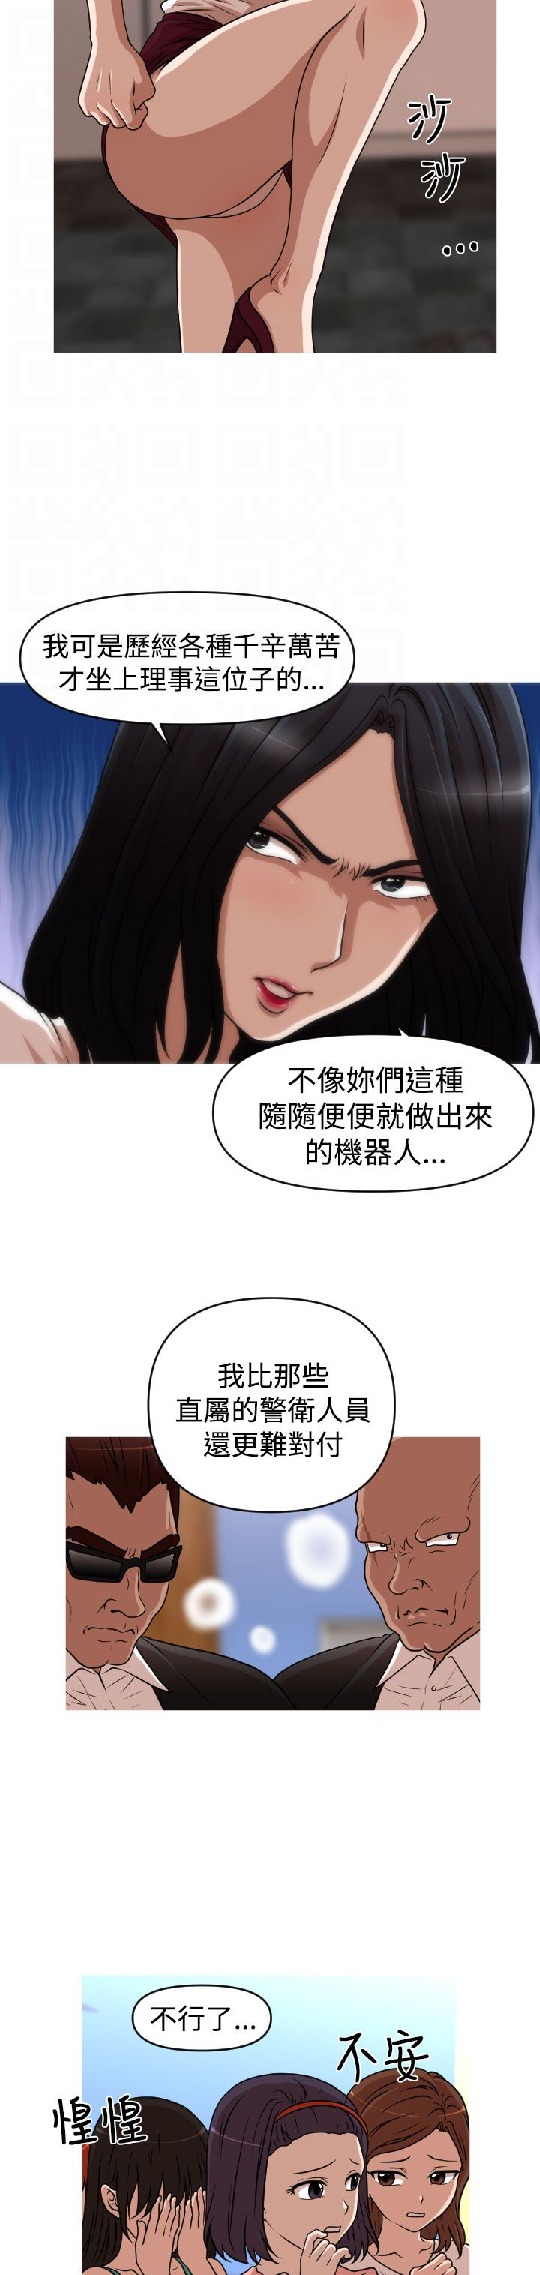 沙
沙
...
我可是歷經各種千辛萬苦
才坐上理事這位子的...
不像妳們這種
隨隨便便就做出來
的機器人...
我比那些
直屬的警衛人員
還更難對付
不行了...
不安
惶惶